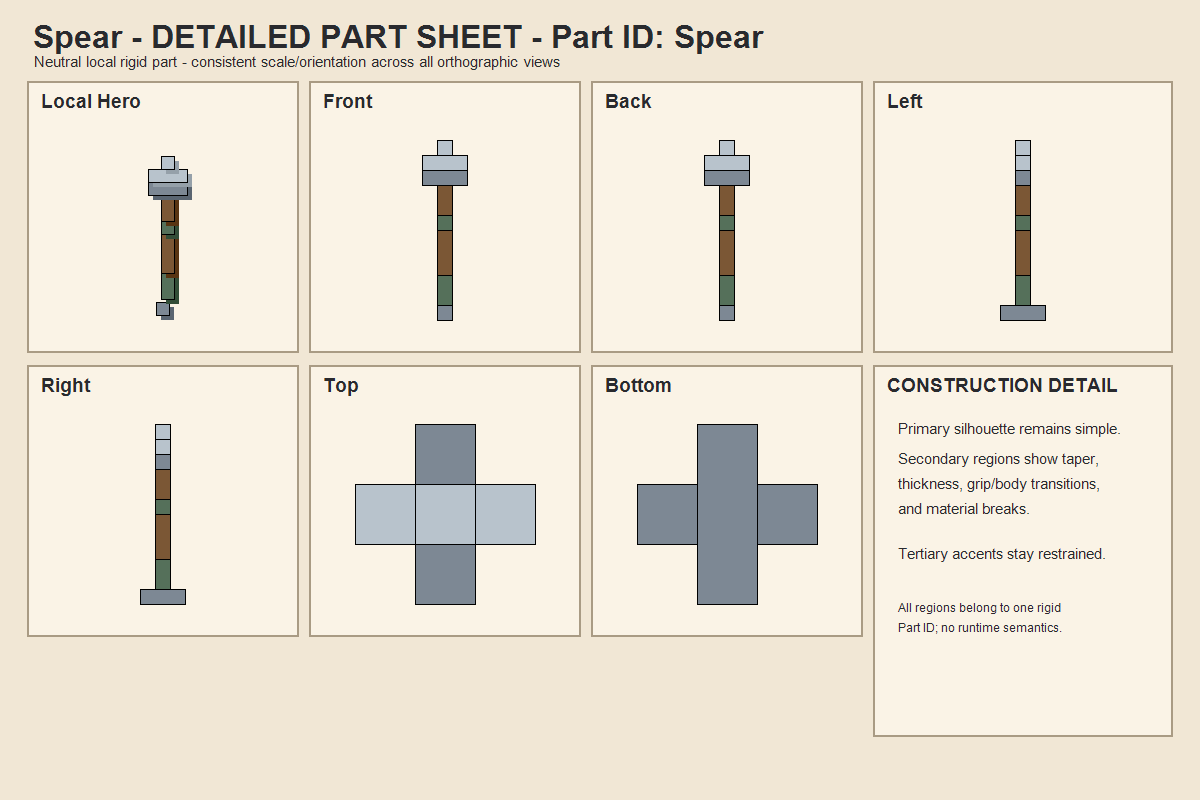 Spear - DETAILED PART SHEET - Part ID: Spear
Neutral local rigid part - consistent scale/orientation across all orthographic views
Local Hero
Front
Back
Left
Right
Top
Bottom
CONSTRUCTION DETAIL
Primary silhouette remains simple.
Secondary regions show taper,
thickness, grip/body transitions,
and material breaks.
Tertiary accents stay restrained.
All regions belong to one rigid
Part ID; no runtime semantics.